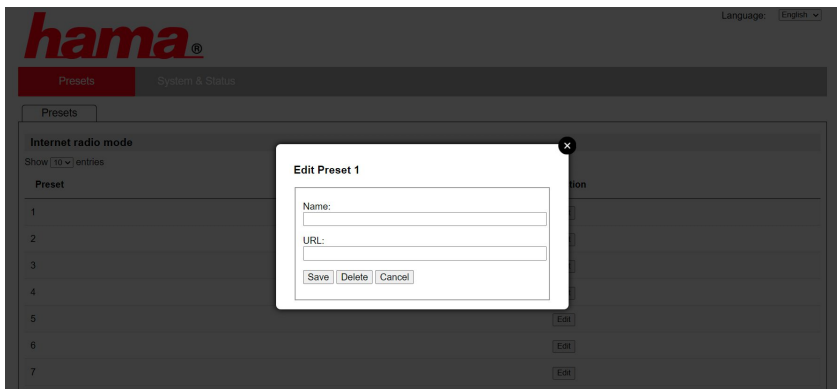 Language: English
hama®
Presets System & Status
Presets
Internet radio mode
Show 10 entries
Preset
1
2
3
4
5 Edit
6 Edit
7 Edit
Edit Preset 1
Name:
URL:
Save Delete Cancel